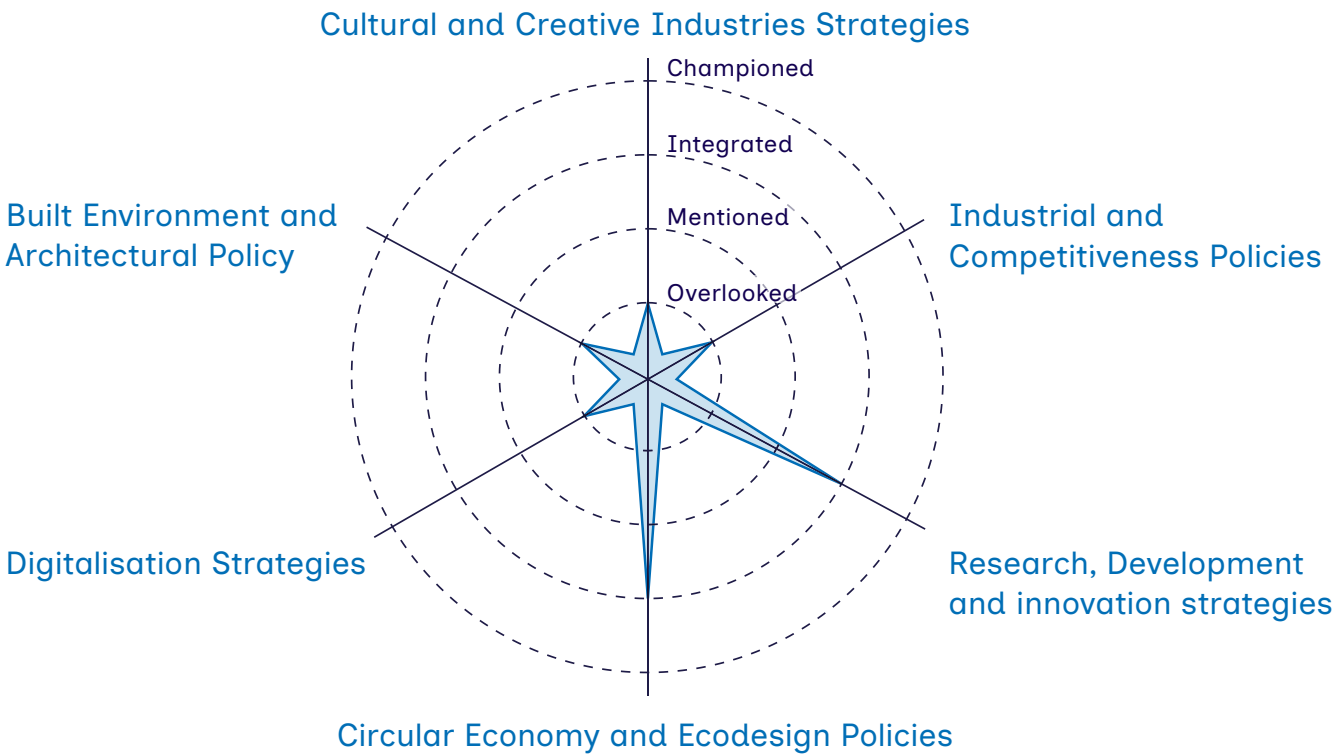 Cultural and Creative Industries Strategies
Championed
Integrated
Mentioned
Overlooked
Built Environment and
Architectural Policy
Industrial and
Competitiveness Policies
Digitalisation Strategies
Research, Development
and innovation strategies
Circular Economy and Ecodesign Policies